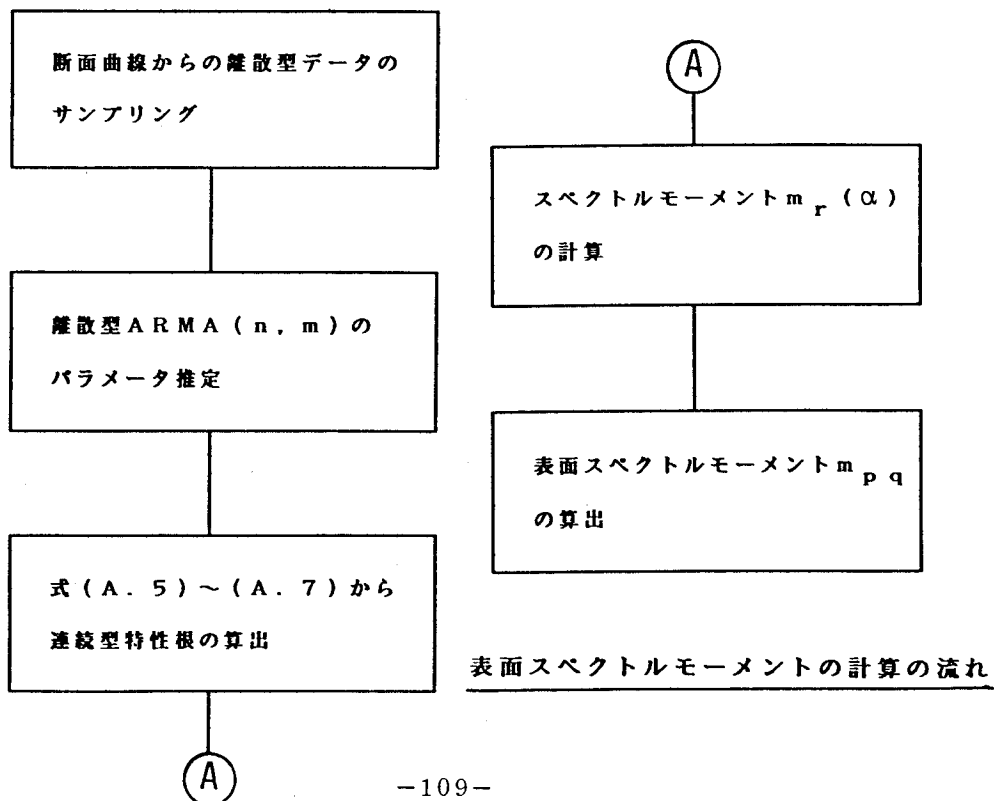 断面曲線からの離散型データの
サンプリング
離散型ARMA(n, m)の
パラメータ推定
式(A.5)~(A.7)から
連続型特性根の算出
A
A
スペクトルモーメントm r (α)
の計算
表面スペクトルモーメントm p q
の算出
表面スペクトルモーメントの計算の流れ
-109-